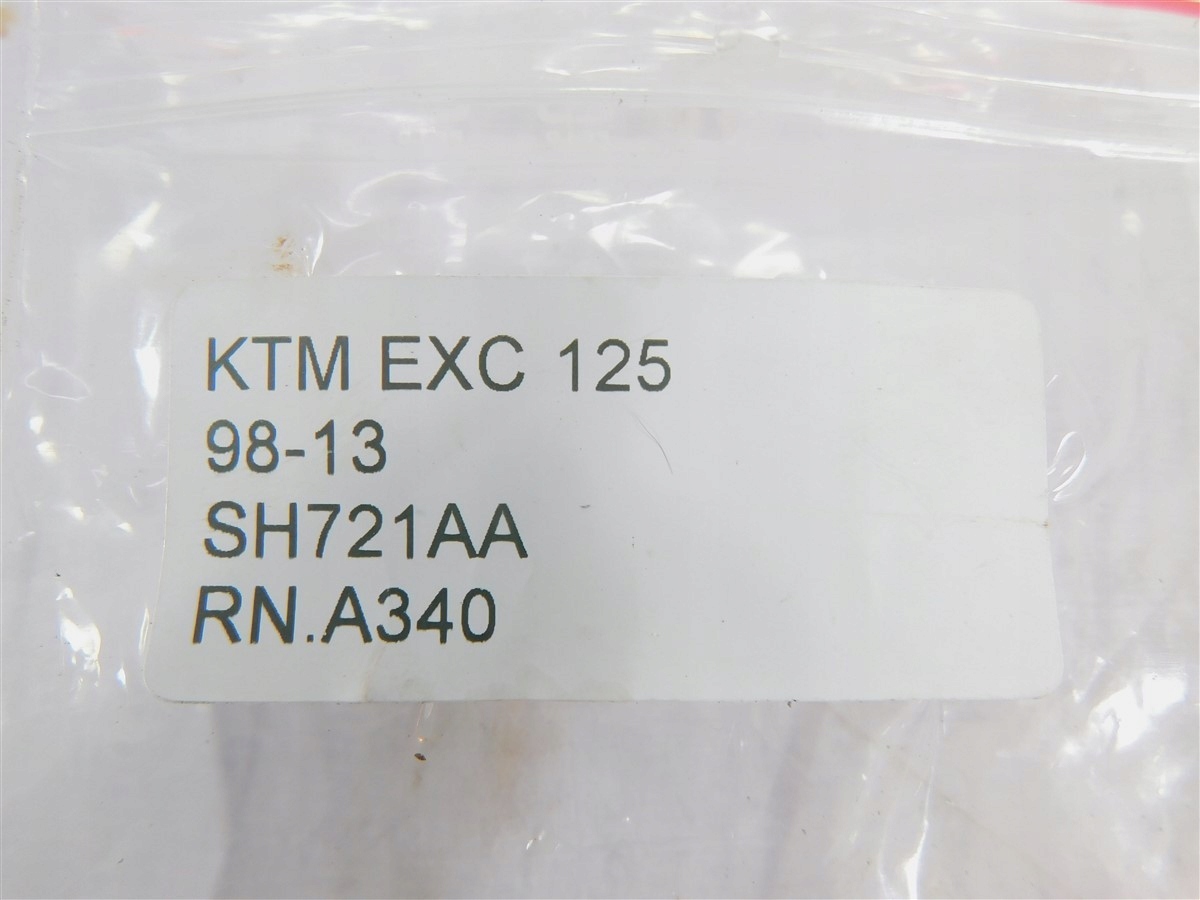 KTM EXC 125
98-13
SH721AA
RN.A340